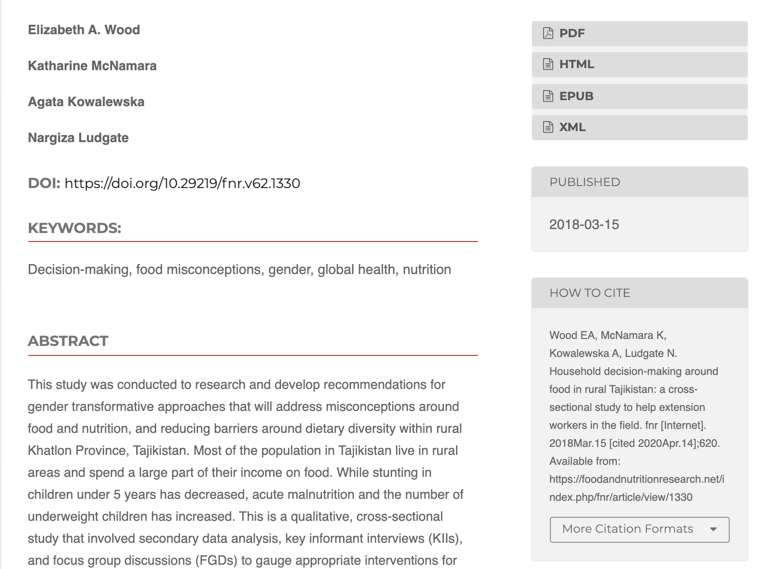 Elizabeth A. Wood
Katharine McNamara
Agata Kowalewska
Nargiza Ludgate
DOI: https://doi.org/10.29219/fnr.v62.1330
KEYWORDS:
Decision-making, food misconceptions, gender, global health, nutrition
ABSTRACT
This study was conducted to research and develop recommendations for
gender transformative approaches that will address misconceptions around
food and nutrition, and reducing barriers around dietary diversity within rural
Khatlon Province, Tajikistan. Most of the population in Tajikistan live in rural
areas and spend a large part of their income on food. While stunting in
children under 5 years has decreased, acute malnutrition and the number of
underweight children has increased. This is a qualitative, cross-sectional
study that involved secondary data analysis, key informant interviews (KIIs),
and focus group discussions (FGDs) to gauge appropriate interventions for
PDF
HTML
EPUB
XML
PUBLISHED
2018-03-15
HOW TO CITE
Wood EA, McNamara K,
Kowalewska A, Ludgate N.
Household decision-making around
food in rural Tajikistan: a cross-
sectional study to help extension
workers in the field. fnr [Internet].
2018Mar.15 [cited 2020Apr.14];620.
Available from:
https://foodandnutritionresearch.net/i
ndex.php/fnr/article/view/1330
More Citation Formats